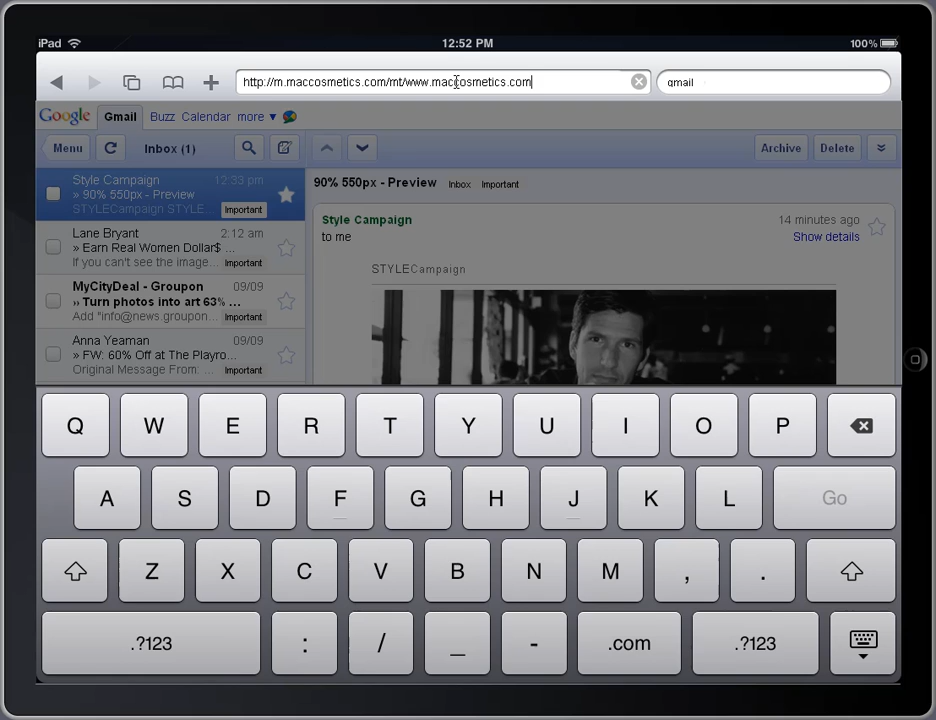 iPad 12:52 PM 100%
http://m.maccosmetics.com/mt/www.maccosmetics.com gmail
Google Gmail Buzz Calendar more ▼
Menu Inbox (1) Archive Delete
Style Campaign 12:33 pm
» 90% 550px - Preview
STYLECampaign STYLE... Important
Lane Bryant 2:12 am
» Earn Real Women Dollar$ ...
If you can't see the image... Important
MyCityDeal - Groupon 09/09
» Turn photos into art 63% ...
Add "info@news.groupon... Important
Anna Yeaman 09/09
» FW: 60% Off at The Playro...
Original Message From: ... Important
90% 550px - Preview Inbox Important
Style Campaign 14 minutes ago
to me Show details
STYLECampaign
Q W E R T Y U I O P
A S D F G H J K L Go
Z X C V B N M , .
.?123 : / _ - .com .?123